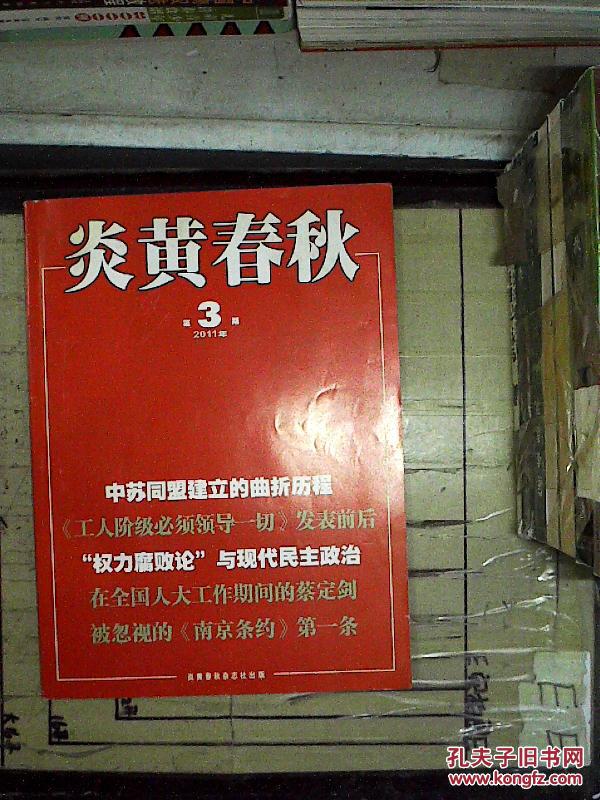 炎黄春秋
第3期
2011年
中苏同盟建立的曲折历程
《工人阶级必须领导一切》发表前后
“权力腐败论”与现代民主政治
在全国人大工作期间的蔡定剑
被忽视的《南京条约》第一条
炎黄春秋杂志社出版
孔夫子旧书网
www.kongfz.com